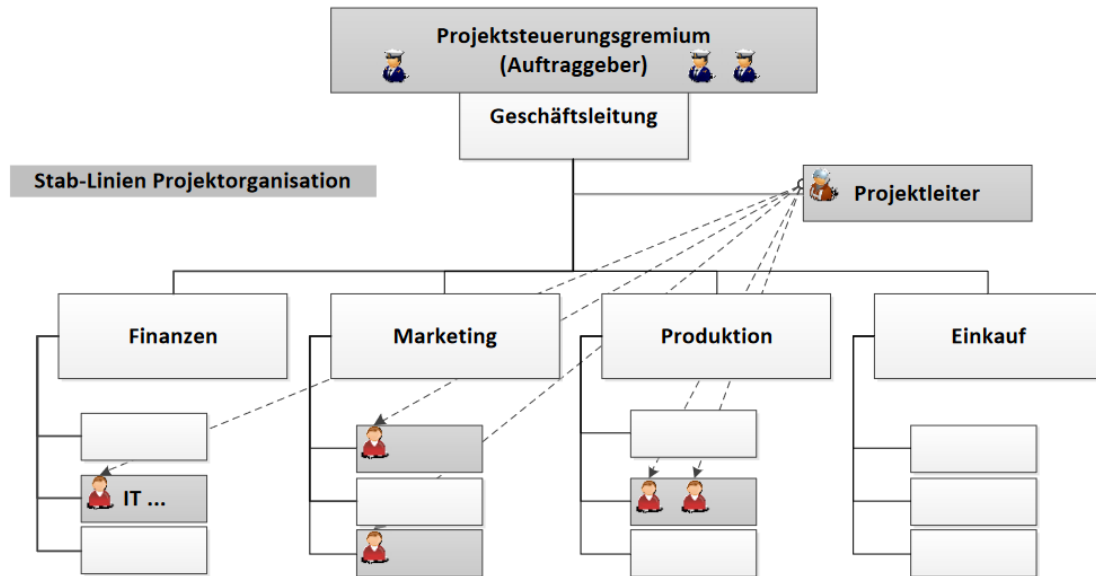 Projektsteuerungsgremium
(Auftraggeber)
Geschäftsleitung
Stab-Linien Projektorganisation
Projektleiter
Finanzen
Marketing
Produktion
Einkauf
IT ...